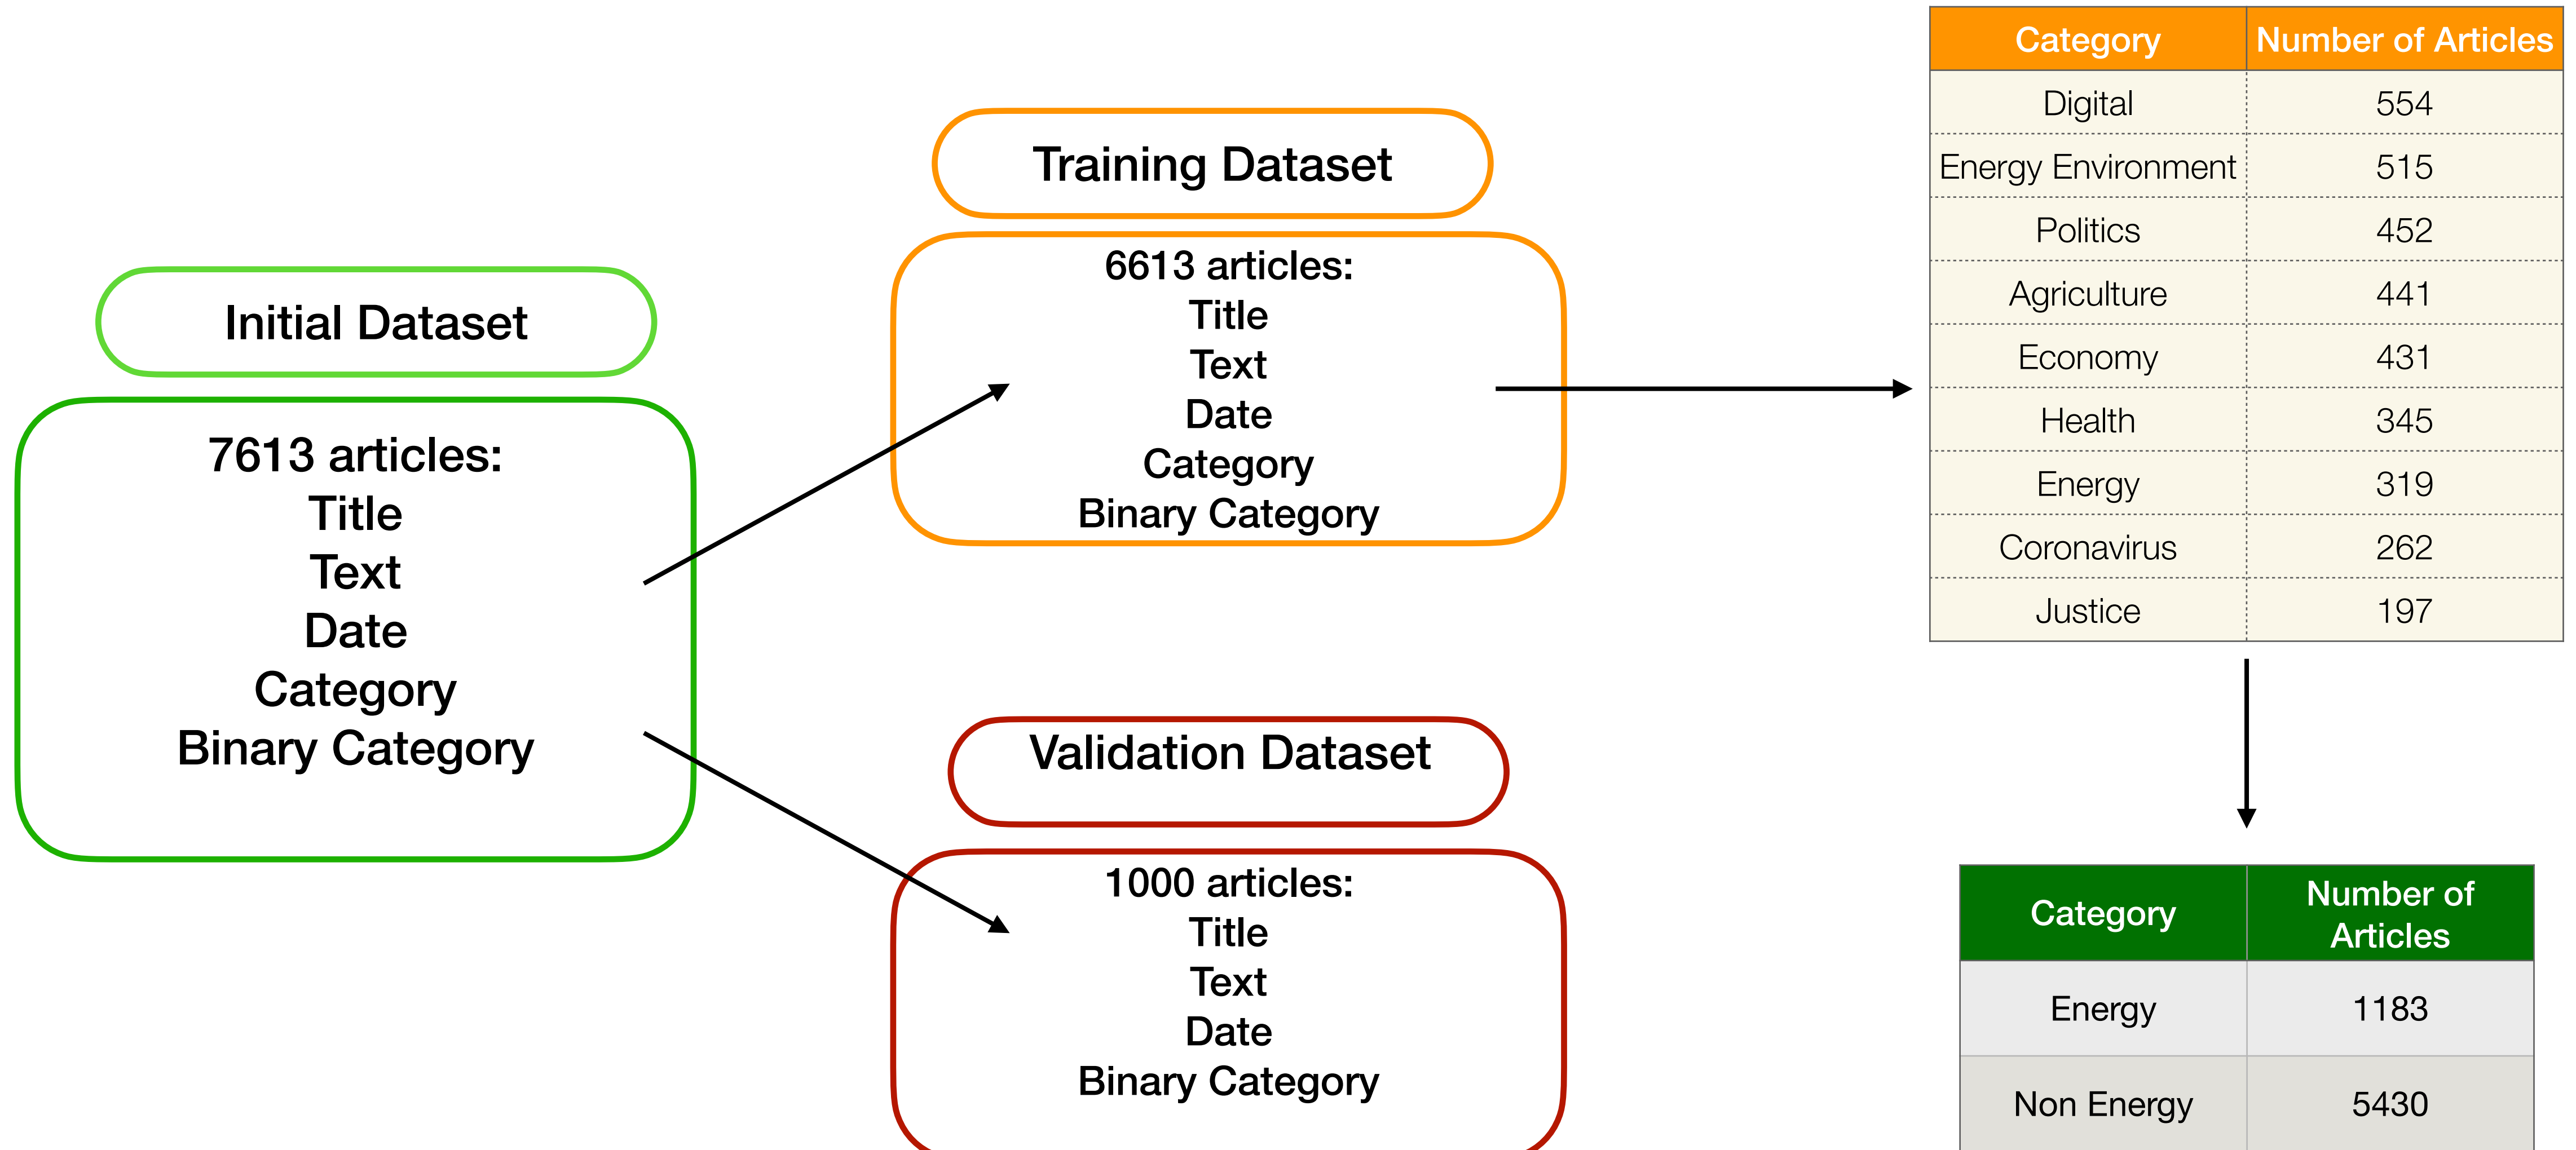 Initial Dataset
7613 articles:
Title
Text
Date
Category
Binary Category
Training Dataset
6613 articles:
Title
Text
Date
Category
Binary Category
Validation Dataset
1000 articles:
Title
Text
Date
Binary Category
Category Number of Articles
Digital 554
Energy Environment 515
Politics 452
Agriculture 441
Economy 431
Health 345
Energy 319
Coronavirus 262
Justice 197
Category Number of
Articles
Energy 1183
Non Energy 5430